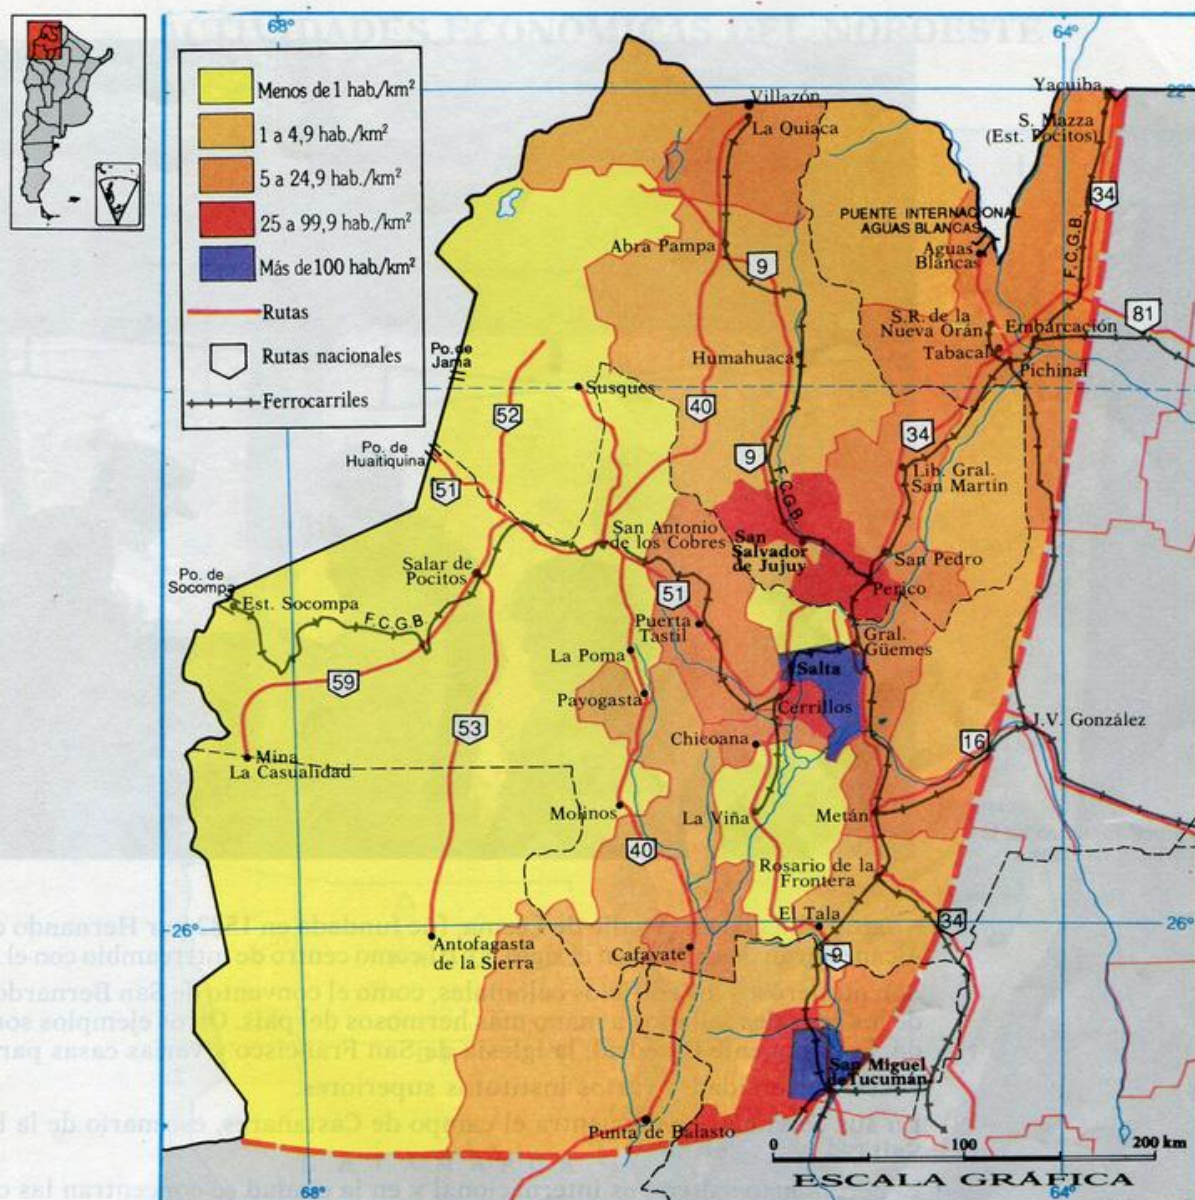 ACTIVIDADES ECONOMICAS DEL NOROESTE
68°
64°
22°
Menos de 1 hab./km²
1 a 4,9 hab./km²
5 a 24,9 hab./km²
25 a 99,9 hab./km²
Más de 100 hab./km²
Rutas
Rutas nacionales
Ferrocarriles
Villazón
La Quiaca
Yacuiba
S. Mazza
(Est. Pocitos)
34
F.C.G.B.
PUENTE INTERNACIONAL
AGUAS BLANCAS
Aguas
Blancas
Abra Pampa
9
S.R. de la
Nueva Orán
Embarcación
81
Tabacal
Pichinal
Humahuaca
Po. de
Jama
Susques
52
40
9
34
Po. de
Huaitiquina
51
F.C.G.B.
Lib. Gral.
San Martín
San Antonio
de los Cobres
San
Salvador
de Jujuy
San Pedro
Perico
Salar de
Pocitos
Po. de
Socompa
Est. Socompa
F.C.G.B
51
Puerta
Tastil
Gral.
Güemes
La Poma
Salta
59
Payogasta
Cerrillos
53
Chicoana
16
J.V. González
Mina
La Casualidad
Molinos
La Viña
Metán
40
Rosario de la
Frontera
El Tala
34
26°
26°
9
Antofagasta
de la Sierra
Cafayate
San Miguel
de Tucumán
Punta de Balasto
0 100 200 km
ESCALA GRÁFICA
68°
64°